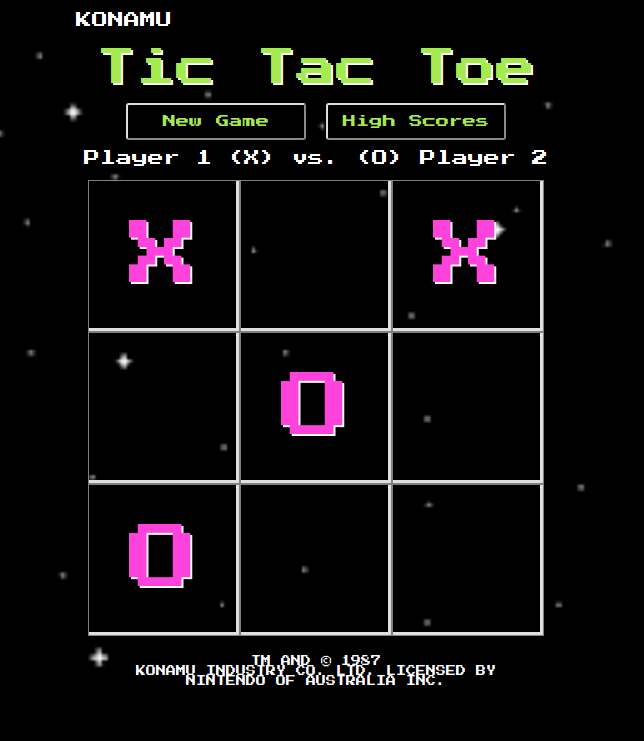 KONAMU
Tic Tac Toe
New Game High Scores
Player 1 (X) vs. (O) Player 2
X X
O
O
TM AND © 1987
KONAMU INDUSTRY CO. LTD. LICENSED BY
NINTENDO OF AUSTRALIA INC.